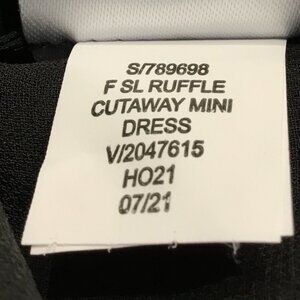 S/789698
F SL RUFFLE
CUTAWAY MINI
DRESS
V/2047615
HO21
07/21